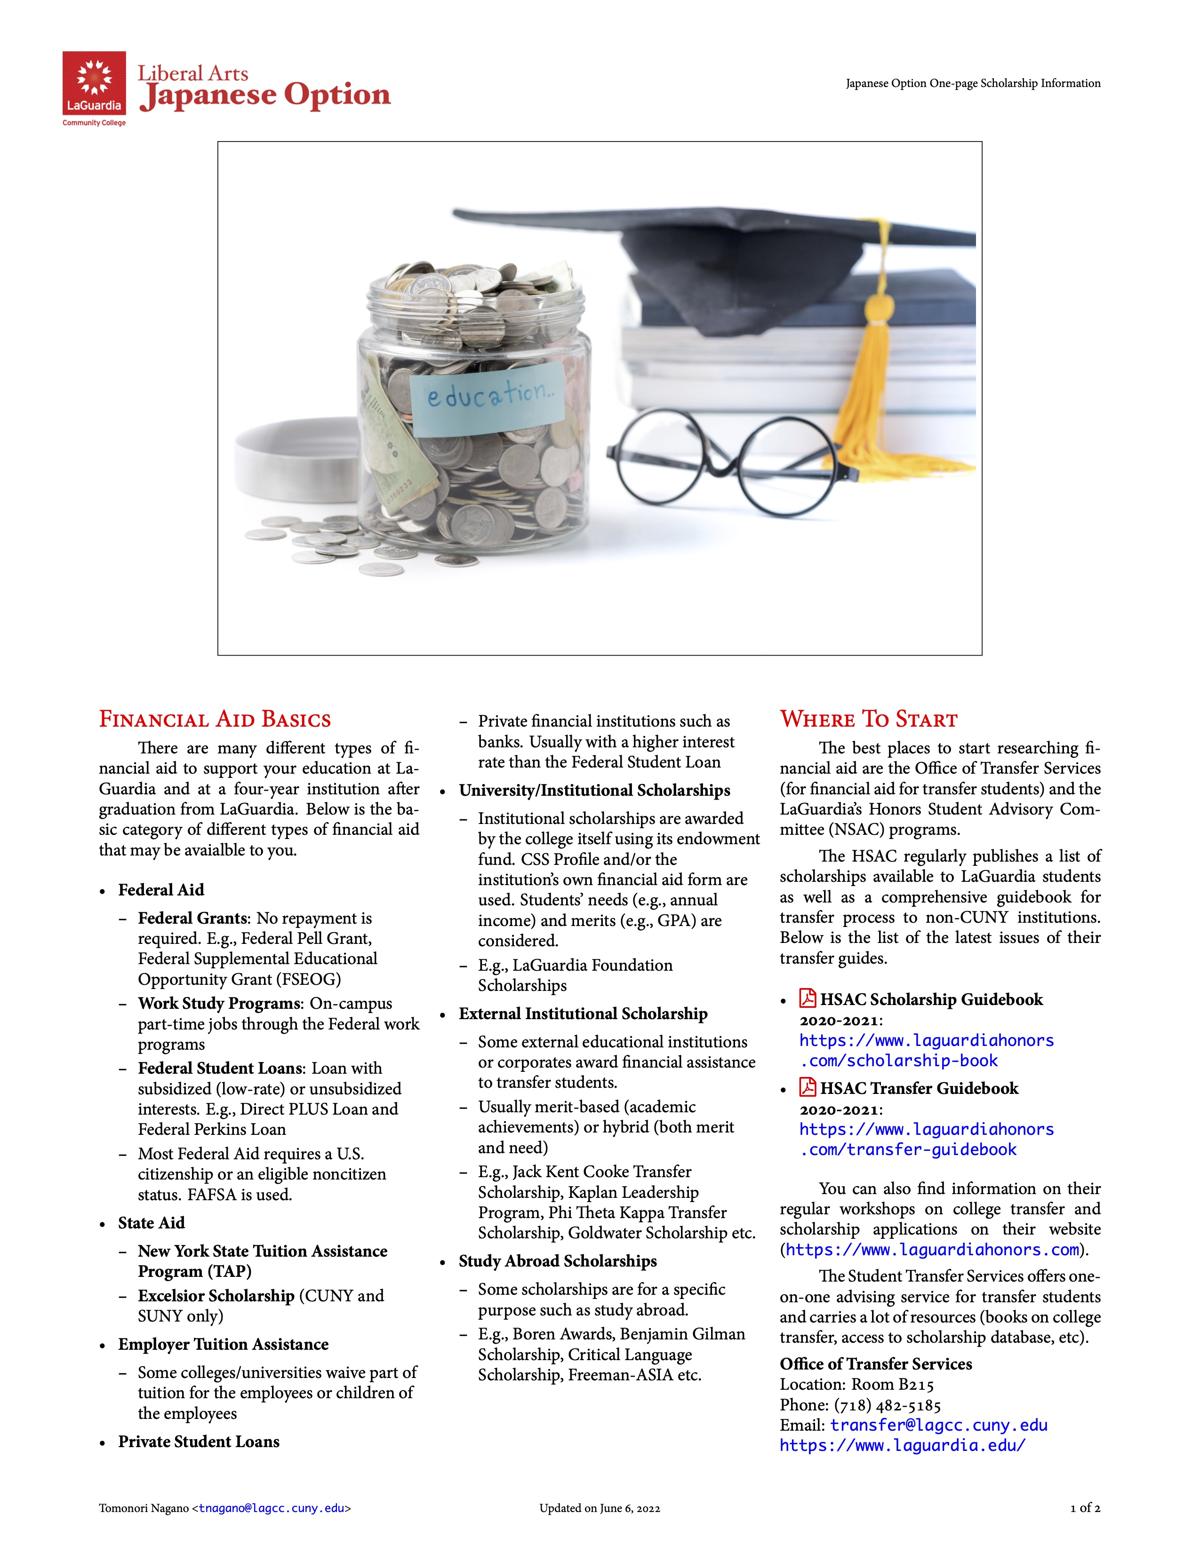 LaGuardia
Community College
Liberal Arts
Japanese Option
Japanese Option One-page Scholarship Information
education..
Financial Aid Basics
There are many different types of fi-
nancial aid to support your education at La-
Guardia and at a four-year institution after
graduation from LaGuardia. Below is the ba-
sic category of different types of financial aid
that may be avaialble to you.
• Federal Aid
– Federal Grants: No repayment is
required. E.g., Federal Pell Grant,
Federal Supplemental Educational
Opportunity Grant (FSEOG)
– Work Study Programs: On-campus
part-time jobs through the Federal work
programs
– Federal Student Loans: Loan with
subsidized (low-rate) or unsubsidized
interests. E.g., Direct PLUS Loan and
Federal Perkins Loan
– Most Federal Aid requires a U.S.
citizenship or an eligible noncitizen
status. FAFSA is used.
• State Aid
– New York State Tuition Assistance
Program (TAP)
– Excelsior Scholarship (CUNY and
SUNY only)
• Employer Tuition Assistance
– Some colleges/universities waive part of
tuition for the employees or children of
the employees
• Private Student Loans
– Private financial institutions such as
banks. Usually with a higher interest
rate than the Federal Student Loan
• University/Institutional Scholarships
– Institutional scholarships are awarded
by the college itself using its endowment
fund. CSS Profile and/or the
institution's own financial aid form are
used. Students' needs (e.g., annual
income) and merits (e.g., GPA) are
considered.
– E.g., LaGuardia Foundation
Scholarships
• External Institutional Scholarship
– Some external educational institutions
or corporates award financial assistance
to transfer students.
– Usually merit-based (academic
achievements) or hybrid (both merit
and need)
– E.g., Jack Kent Cooke Transfer
Scholarship, Kaplan Leadership
Program, Phi Theta Kappa Transfer
Scholarship, Goldwater Scholarship etc.
• Study Abroad Scholarships
– Some scholarships are for a specific
purpose such as study abroad.
– E.g., Boren Awards, Benjamin Gilman
Scholarship, Critical Language
Scholarship, Freeman-ASIA etc.
Where To Start
The best places to start researching fi-
nancial aid are the Office of Transfer Services
(for financial aid for transfer students) and the
LaGuardia's Honors Student Advisory Com-
mittee (NSAC) programs.
The HSAC regularly publishes a list of
scholarships available to LaGuardia students
as well as a comprehensive guidebook for
transfer process to non-CUNY institutions.
Below is the list of the latest issues of their
transfer guides.
• HSAC Scholarship Guidebook
2020-2021:
https://www.laguardiahonors
.com/scholarship-book
• HSAC Transfer Guidebook
2020-2021:
https://www.laguardiahonors
.com/transfer-guidebook
You can also find information on their
regular workshops on college transfer and
scholarship applications on their website
(https://www.laguardiahonors.com).
The Student Transfer Services offers one-
on-one advising service for transfer students
and carries a lot of resources (books on college
transfer, access to scholarship database, etc).
Office of Transfer Services
Location: Room B215
Phone: (718) 482-5185
Email: transfer@lagcc.cuny.edu
https://www.laguardia.edu/
Tomonori Nagano <tnagano@lagcc.cuny.edu>
Updated on June 6, 2022
1 of 2